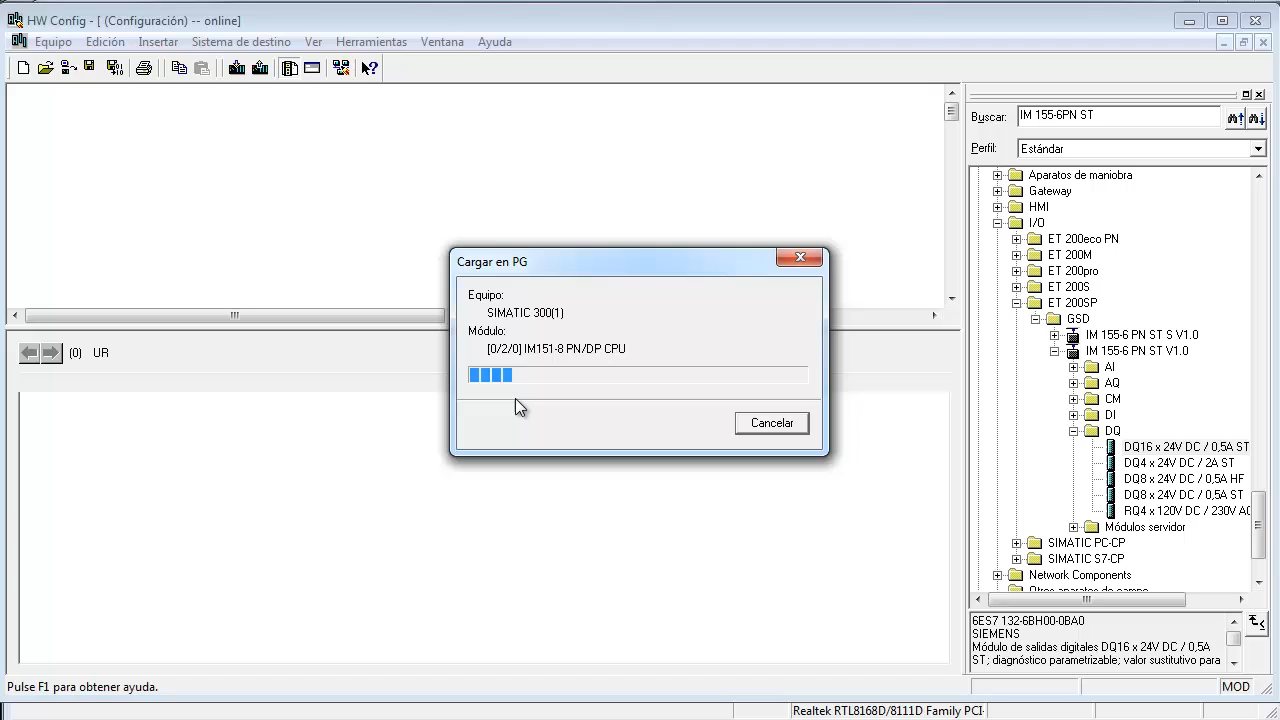 HW Config - [ (Configuración) -- online]
Equipo Edición Insertar Sistema de destino Ver Herramientas Ventana Ayuda
Buscar: IM 155-6PN ST
Perfil: Estándar
Aparatos de maniobra
Gateway
HMI
I/O
ET 200eco PN
ET 200M
ET 200pro
ET 200S
ET 200SP
GSD
IM 155-6 PN ST S V1.0
IM 155-6 PN ST V1.0
AI
AQ
CM
DI
DQ
DQ16 x 24V DC / 0,5A ST
DQ4 x 24V DC / 2A ST
DQ8 x 24V DC / 0,5A HF
DQ8 x 24V DC / 0,5A ST
RQ4 x 120V DC / 230V AC
Módulos servidor
SIMATIC PC-CP
SIMATIC S7-CP
Network Components
Otros aparatos de campo
Cargar en PG
Equipo:
SIMATIC 300(1)
Módulo:
[0/2/0] IM151-8 PN/DP CPU
Cancelar
(0) UR
6ES7 132-6BH00-0BA0
SIEMENS
Módulo de salidas digitales DQ16 x 24V DC / 0,5A
ST; diagnóstico parametrizable; valor sustitutivo para
Pulse F1 para obtener ayuda.
MOD
Realtek RTL8168D/8111D Family PCI-